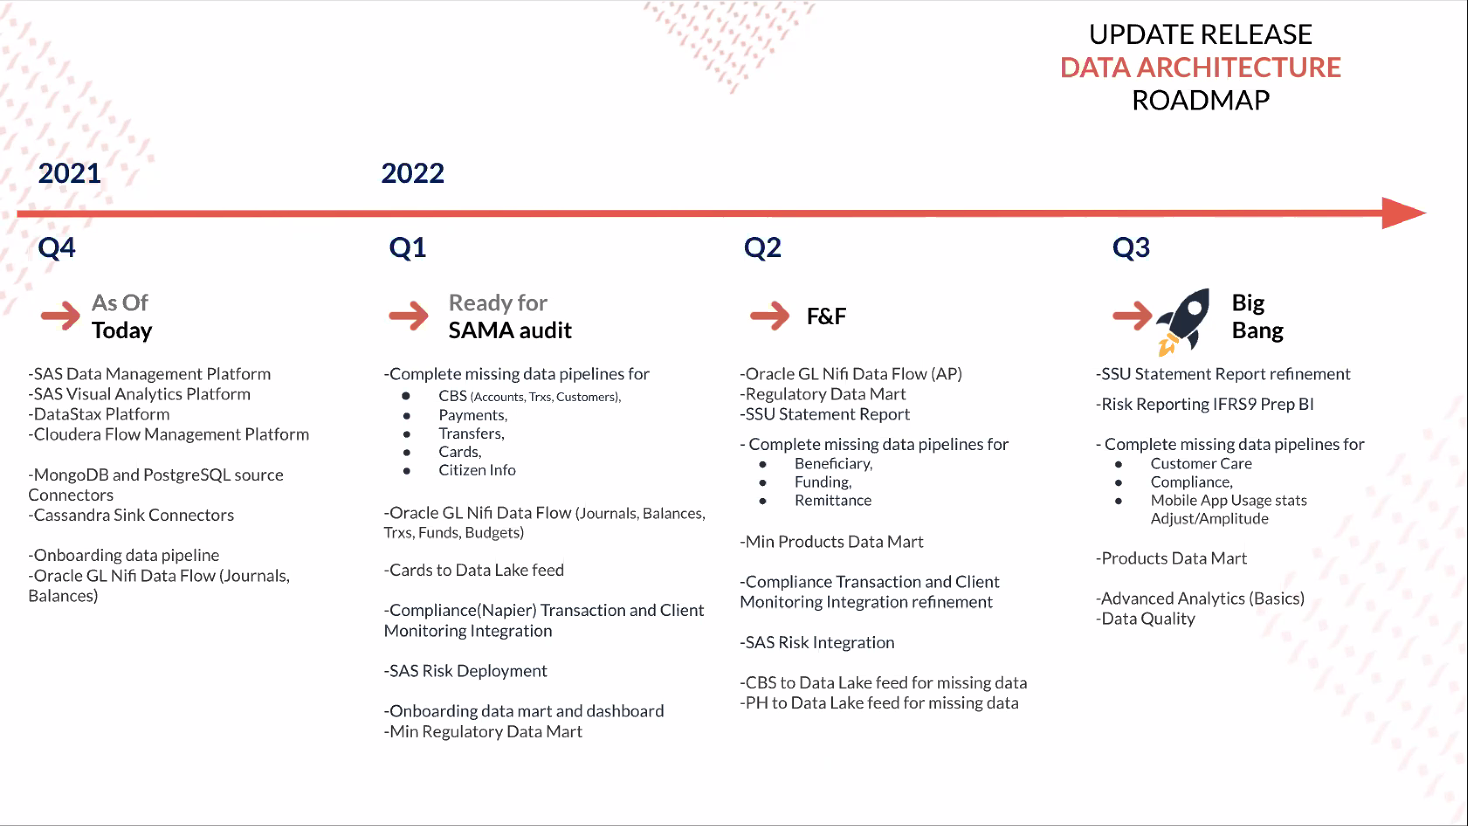 UPDATE RELEASE
DATA ARCHITECTURE
ROADMAP
2021
2022
Q4
As Of
Today
-SAS Data Management Platform
-SAS Visual Analytics Platform
-DataStax Platform
-Cloudera Flow Management Platform
-MongoDB and PostgreSQL source
Connectors
-Cassandra Sink Connectors
-Onboarding data pipeline
-Oracle GL Nifi Data Flow (Journals,
Balances)
Q1
Ready for
SAMA audit
-Complete missing data pipelines for
● CBS (Accounts, Trxs, Customers),
● Payments,
● Transfers,
● Cards,
● Citizen Info
-Oracle GL Nifi Data Flow (Journals, Balances,
Trxs, Funds, Budgets)
-Cards to Data Lake feed
-Compliance(Napier) Transaction and Client
Monitoring Integration
-SAS Risk Deployment
-Onboarding data mart and dashboard
-Min Regulatory Data Mart
Q2
F&F
-Oracle GL Nifi Data Flow (AP)
-Regulatory Data Mart
-SSU Statement Report
- Complete missing data pipelines for
● Beneficiary,
● Funding,
● Remittance
-Min Products Data Mart
-Compliance Transaction and Client
Monitoring Integration refinement
-SAS Risk Integration
-CBS to Data Lake feed for missing data
-PH to Data Lake feed for missing data
Q3
Big
Bang
-SSU Statement Report refinement
-Risk Reporting IFRS9 Prep BI
- Complete missing data pipelines for
● Customer Care
● Compliance,
● Mobile App Usage stats
Adjust/Amplitude
-Products Data Mart
-Advanced Analytics (Basics)
-Data Quality